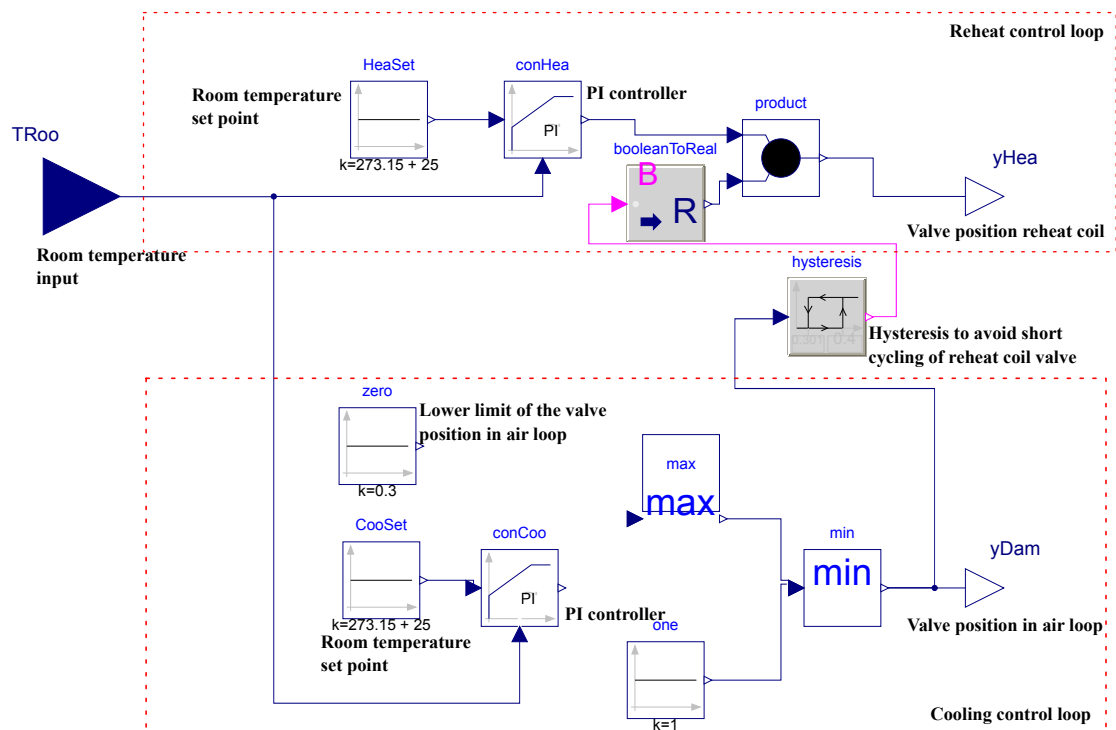 Reheat control loop
HeaSet
conHea
Room temperature
set point
PI controller
PI
k=273.15 + 25
product
TRoo
booleanToReal
B
R
yHea
Room temperature
input
Valve position reheat coil
hysteresis
0.301
0.4
Hysteresis to avoid short
cycling of reheat coil valve
zero
Lower limit of the valve
position in air loop
k=0.3
max
max
CooSet
conCoo
PI
min
min
yDam
k=273.15 + 25
PI controller
Room temperature
set point
one
Valve position in air loop
k=1
Cooling control loop